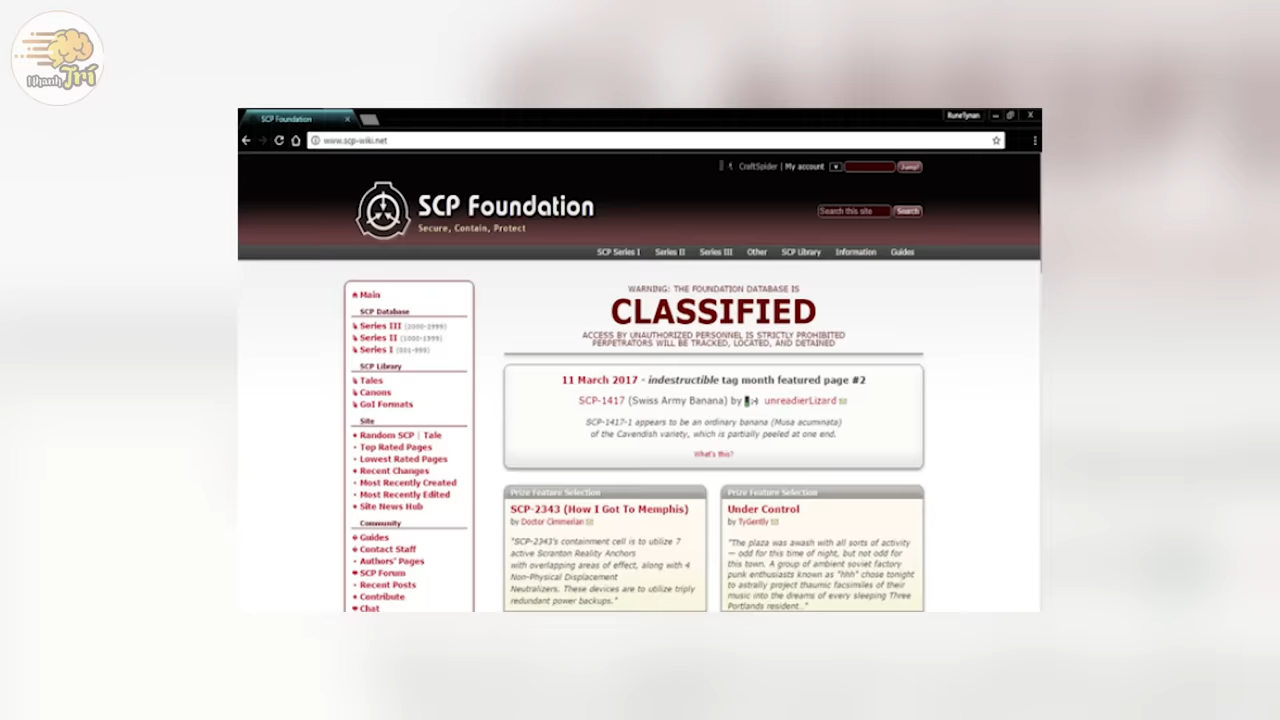 Nhanh Trí
SCP Foundation
RuneTynan
www.scp-wiki.net
CraftSpider | My account
Jump!
SCP Foundation
Secure, Contain, Protect
Search this site
Search
SCP Series I Series II Series III Other SCP Library Information Guides
Main
SCP Database
Series III (2000-2999)
Series II (1000-1999)
Series I (001-999)
SCP Library
Tales
Canons
GoI Formats
Site
Random SCP | Tale
Top Rated Pages
Lowest Rated Pages
Recent Changes
Most Recently Created
Most Recently Edited
Site News Hub
Community
Guides
Contact Staff
Authors' Pages
SCP Forum
Recent Posts
Contribute
Chat
WARNING: THE FOUNDATION DATABASE IS
CLASSIFIED
ACCESS BY UNAUTHORIZED PERSONNEL IS STRICTLY PROHIBITED
PERPETRATORS WILL BE TRACKED, LOCATED, AND DETAINED
11 March 2017 - indestructible tag month featured page #2
SCP-1417 (Swiss Army Banana) by unreadierLizard
SCP-1417-1 appears to be an ordinary banana (Musa acumnata)
of the Cavendish variety, which is partially peeled at one end.
What's this?
Prize Feature Selection
SCP-2343 (How I Got To Memphis)
by Doctor Cimmerian
"SCP-2343's containment cell is to utilize 7
active Scranton Reality Anchors
with overlapping areas of effect, along with 4
Non-Physical Displacement
Neutralizers. These devices are to utilize triply
redundant power backups."
Prize Feature Selection
Under Control
by TyGently
"The plaza was awash with all sorts of activity
— odd for this time of night, but not odd for
this town. A group of ambient soviet factory
punk enthusiasts known as "hhh" chose tonight
to astrally project thaumic facsimiles of their
music into the dreams of every sleeping Three
Portlands resident.."